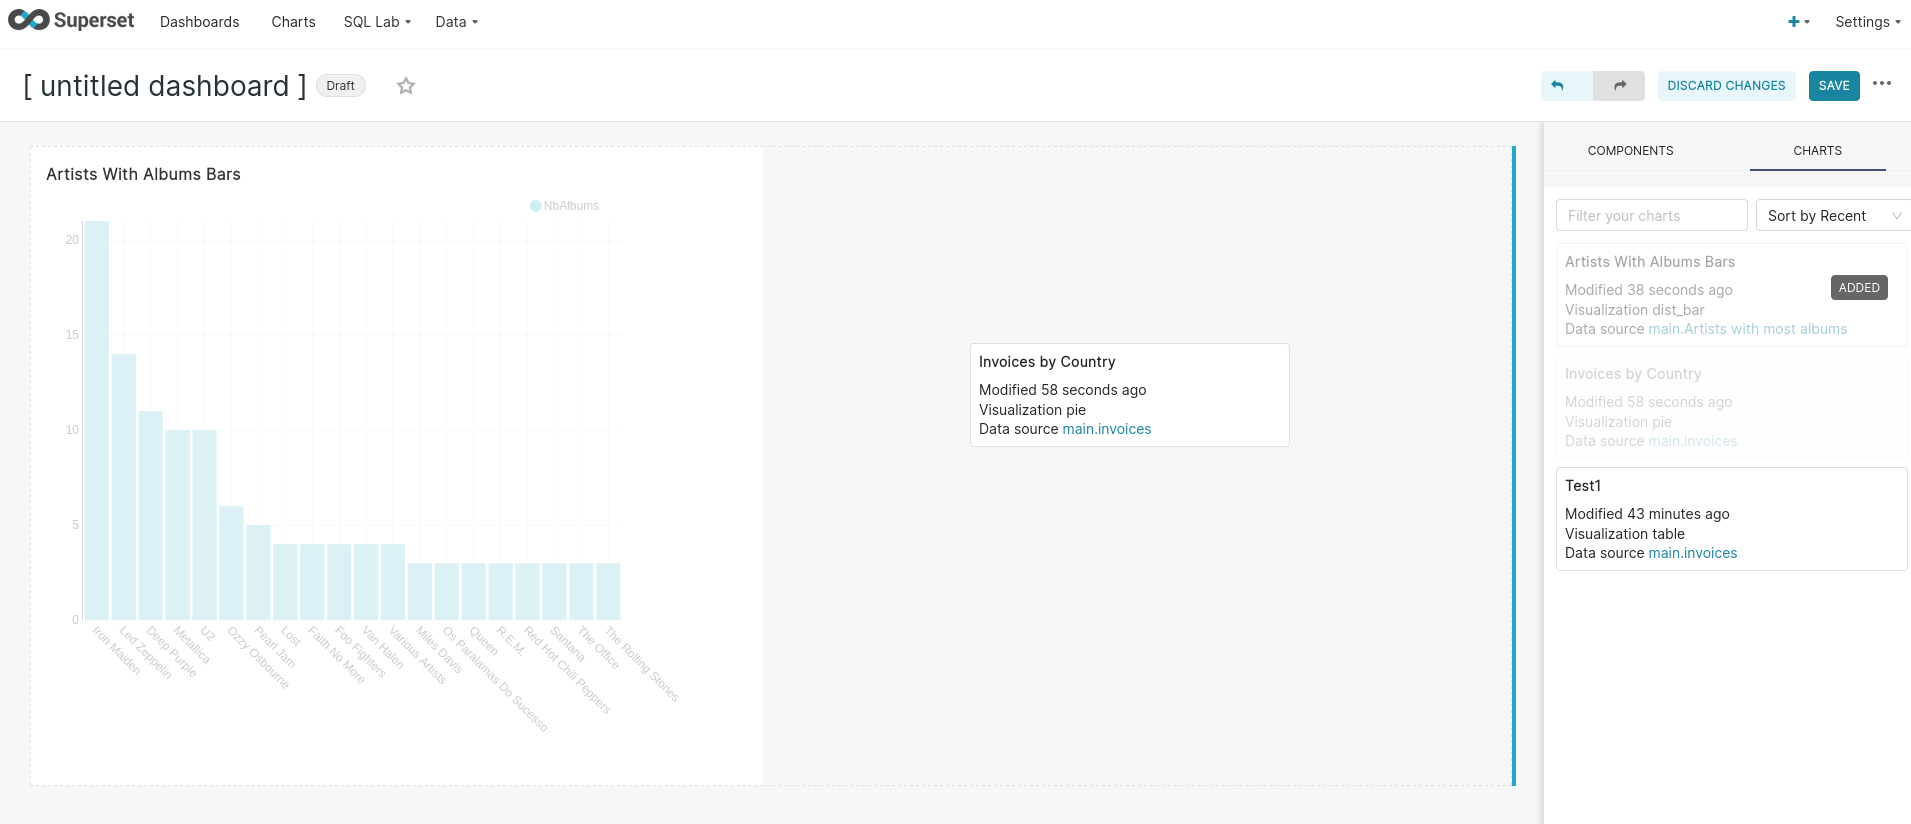 Superset Dashboards Charts SQL Lab Data Settings
[ untitled dashboard ] Draft DISCARD CHANGES SAVE
Artists With Albums Bars
NbAlbums
20
15
10
5
0
Iron Maiden
Led Zeppelin
Deep Purple
Metallica
U2
Ozzy Osbourne
Pearl Jam
Lost
Faith No More
Foo Fighters
Van Halen
Various Artists
Miles Davis
Os Paralamas Do Sucesso
Queen
R.E.M.
Red Hot Chili Peppers
Santana
The Office
The Rolling Stones
Invoices by Country
Modified 58 seconds ago
Visualization pie
Data source main.invoices
COMPONENTS CHARTS
Filter your charts Sort by Recent
Artists With Albums Bars
ADDED
Modified 38 seconds ago
Visualization dist_bar
Data source main.Artists with most albums
Invoices by Country
Modified 58 seconds ago
Visualization pie
Data source main.invoices
Test1
Modified 43 minutes ago
Visualization table
Data source main.invoices